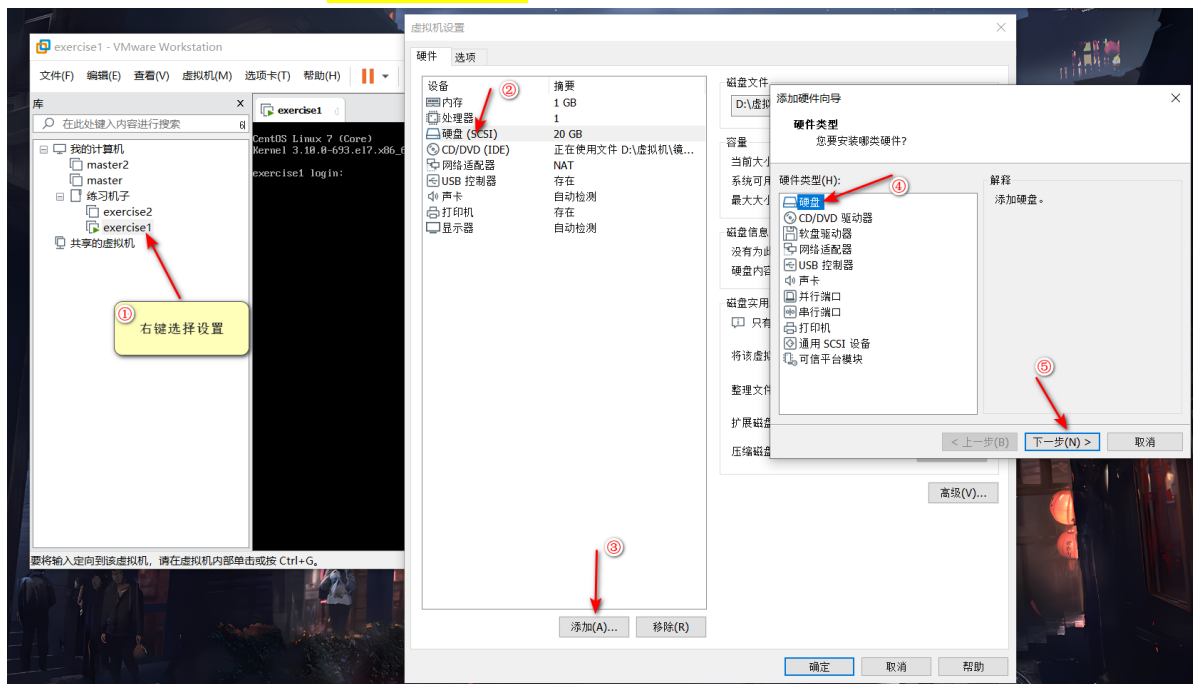 exercise1 - VMware Workstation
文件(F) 编辑(E) 查看(V) 虚拟机(M) 选项卡(T) 帮助(H)
库
在此处键入内容进行搜索
我的计算机
master2
master
练习机子
exercise2
exercise1
共享的虚拟机
①
右键选择设置
exercise1
CentOS Linux 7 (Core)
Kernel 3.10.0-693.el7.x86_6
exercise1 login:
要将输入定向到该虚拟机，请在虚拟机内部单击或按 Ctrl+G。
虚拟机设置
硬件 选项
设备 摘要
②
内存 1 GB
处理器 1
硬盘 (SCSI) 20 GB
CD/DVD (IDE) 正在使用文件 D:\虚拟机\镜...
网络适配器 NAT
USB 控制器 存在
声卡 自动检测
打印机 存在
显示器 自动检测
③
添加(A)... 移除(R)
磁盘文件
D:\虚拟
容量
当前大小
系统可用
最大大小
磁盘信息
没有为此
硬盘内容
磁盘实用
只有
将该虚拟
整理文件
扩展磁盘
压缩磁盘
高级(V)...
确定 取消 帮助
添加硬件向导
硬件类型
您要安装哪类硬件?
硬件类型(H):
④
硬盘
CD/DVD 驱动器
软盘驱动器
网络适配器
USB 控制器
声卡
并行端口
串行端口
打印机
通用 SCSI 设备
可信平台模块
解释
添加硬盘。
⑤
< 上一步(B) 下一步(N) > 取消